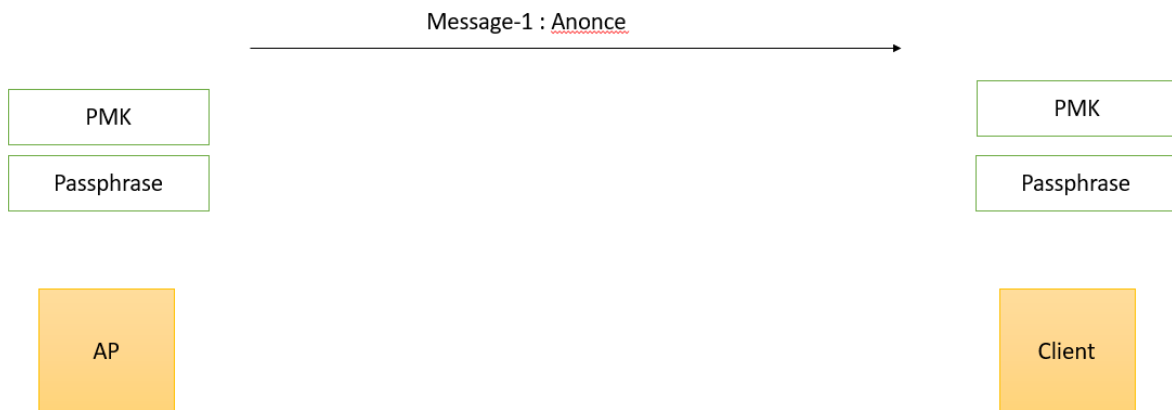 Message-1 : Anonce
PMK
PMK
Passphrase
Passphrase
AP
Client